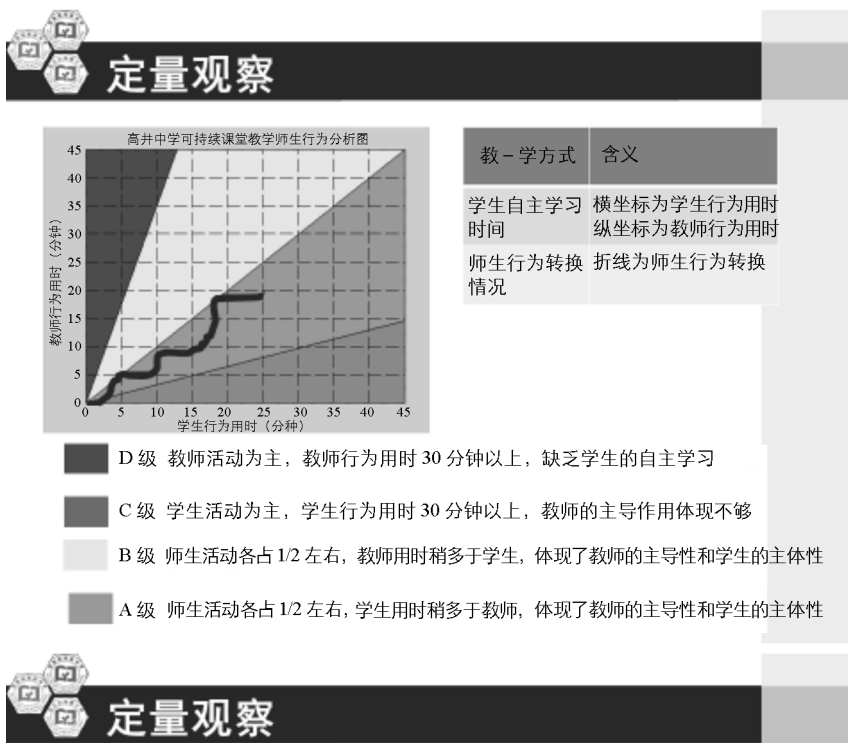 定量观察
高井中学可持续课堂教学师生行为分析图
45
40
35
30
25
20
15
10
5
0
教师行为用时（分钟）
0 5 10 15 20 25 30 35 40 45
学生行为用时（分种）
教－学方式 含义
学生自主学习时间 横坐标为学生行为用时
纵坐标为教师行为用时
师生行为转换情况 折线为师生行为转换
D 级 教师活动为主，教师行为用时 30 分钟以上，缺乏学生的自主学习
C 级 学生活动为主，学生行为用时 30 分钟以上，教师的主导作用体现不够
B 级 师生活动各占 1/2 左右，教师用时稍多于学生，体现了教师的主导性和学生的主体性
A 级 师生活动各占 1/2 左右，学生用时稍多于教师，体现了教师的主导性和学生的主体性
定量观察